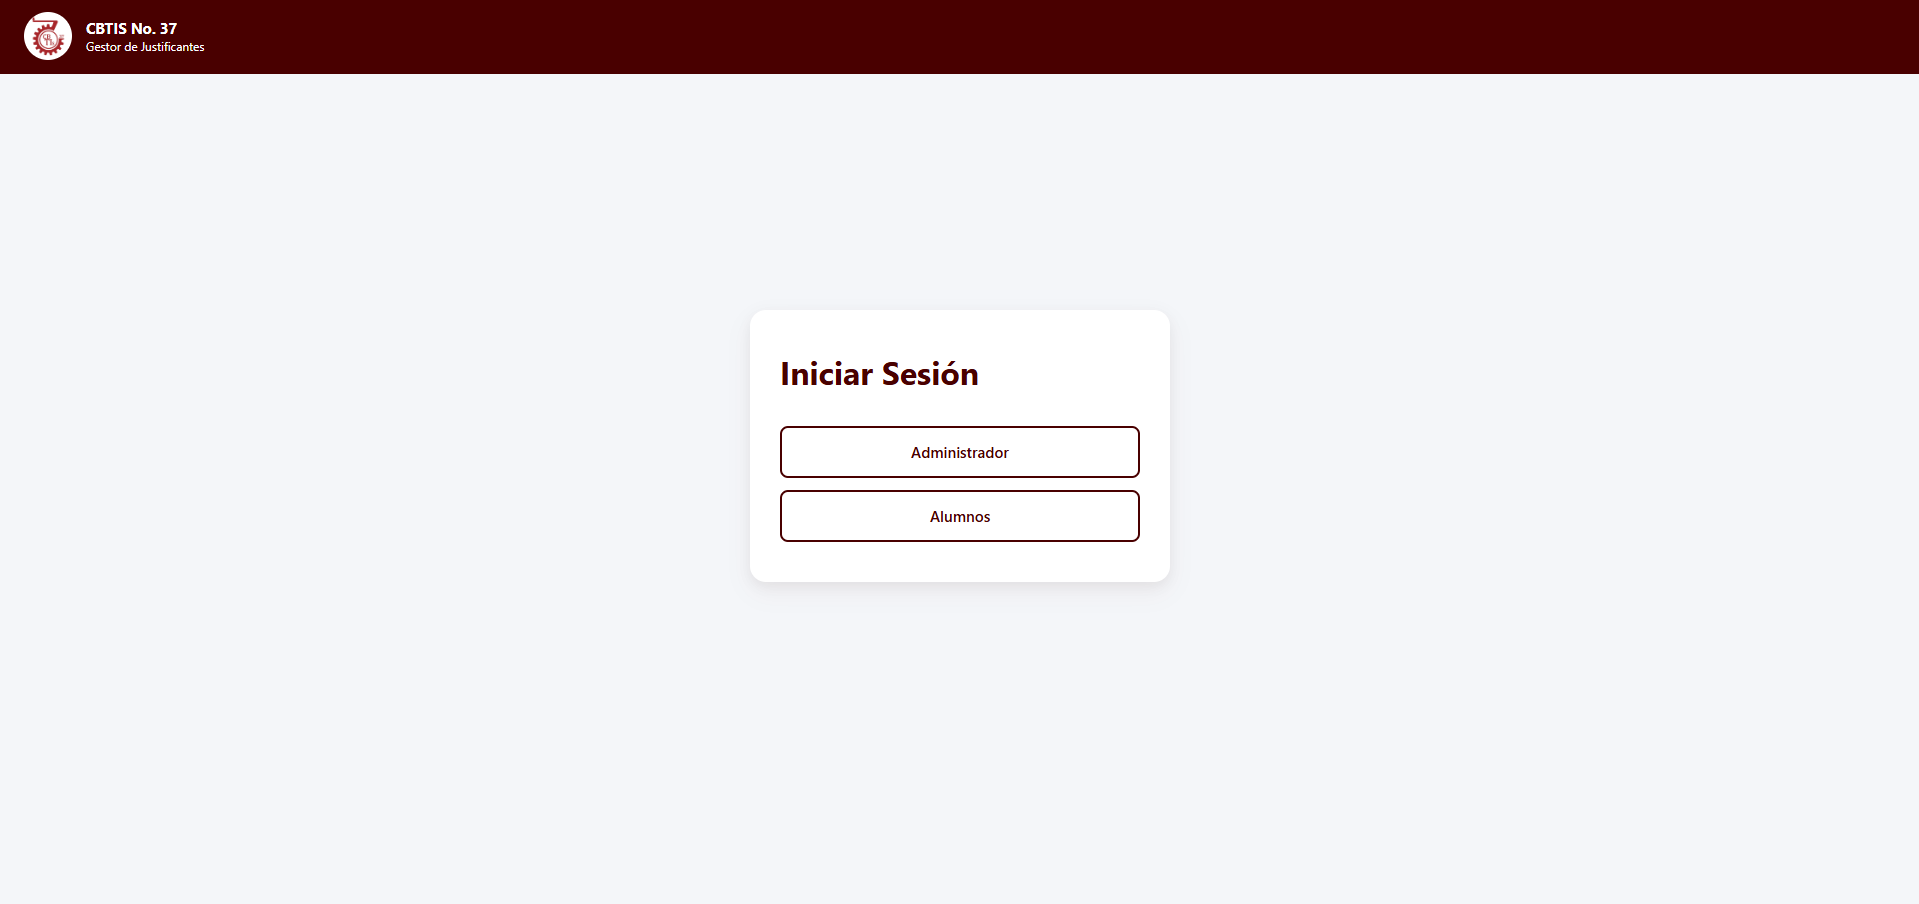 CBTIS No. 37
Gestor de Justificantes
Iniciar Sesión
Administrador
Alumnos